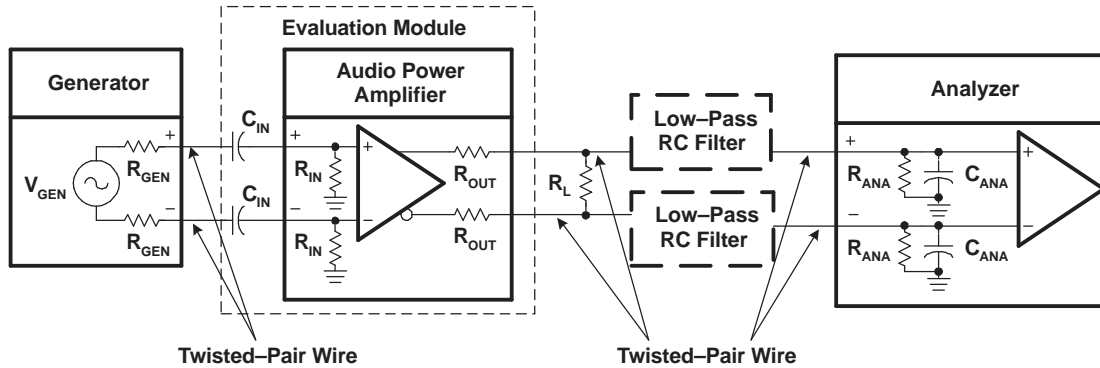 Evaluation Module
Generator
Audio Power
Amplifier
Analyzer
Low–Pass
RC Filter
Low–Pass
RC Filter
V_GEN
R_GEN
R_GEN
+
−
C_IN
C_IN
+
−
R_IN
R_IN
+
−
R_OUT
R_OUT
R_L
+
−
R_ANA
R_ANA
C_ANA
C_ANA
+
−
Twisted–Pair Wire
Twisted–Pair Wire